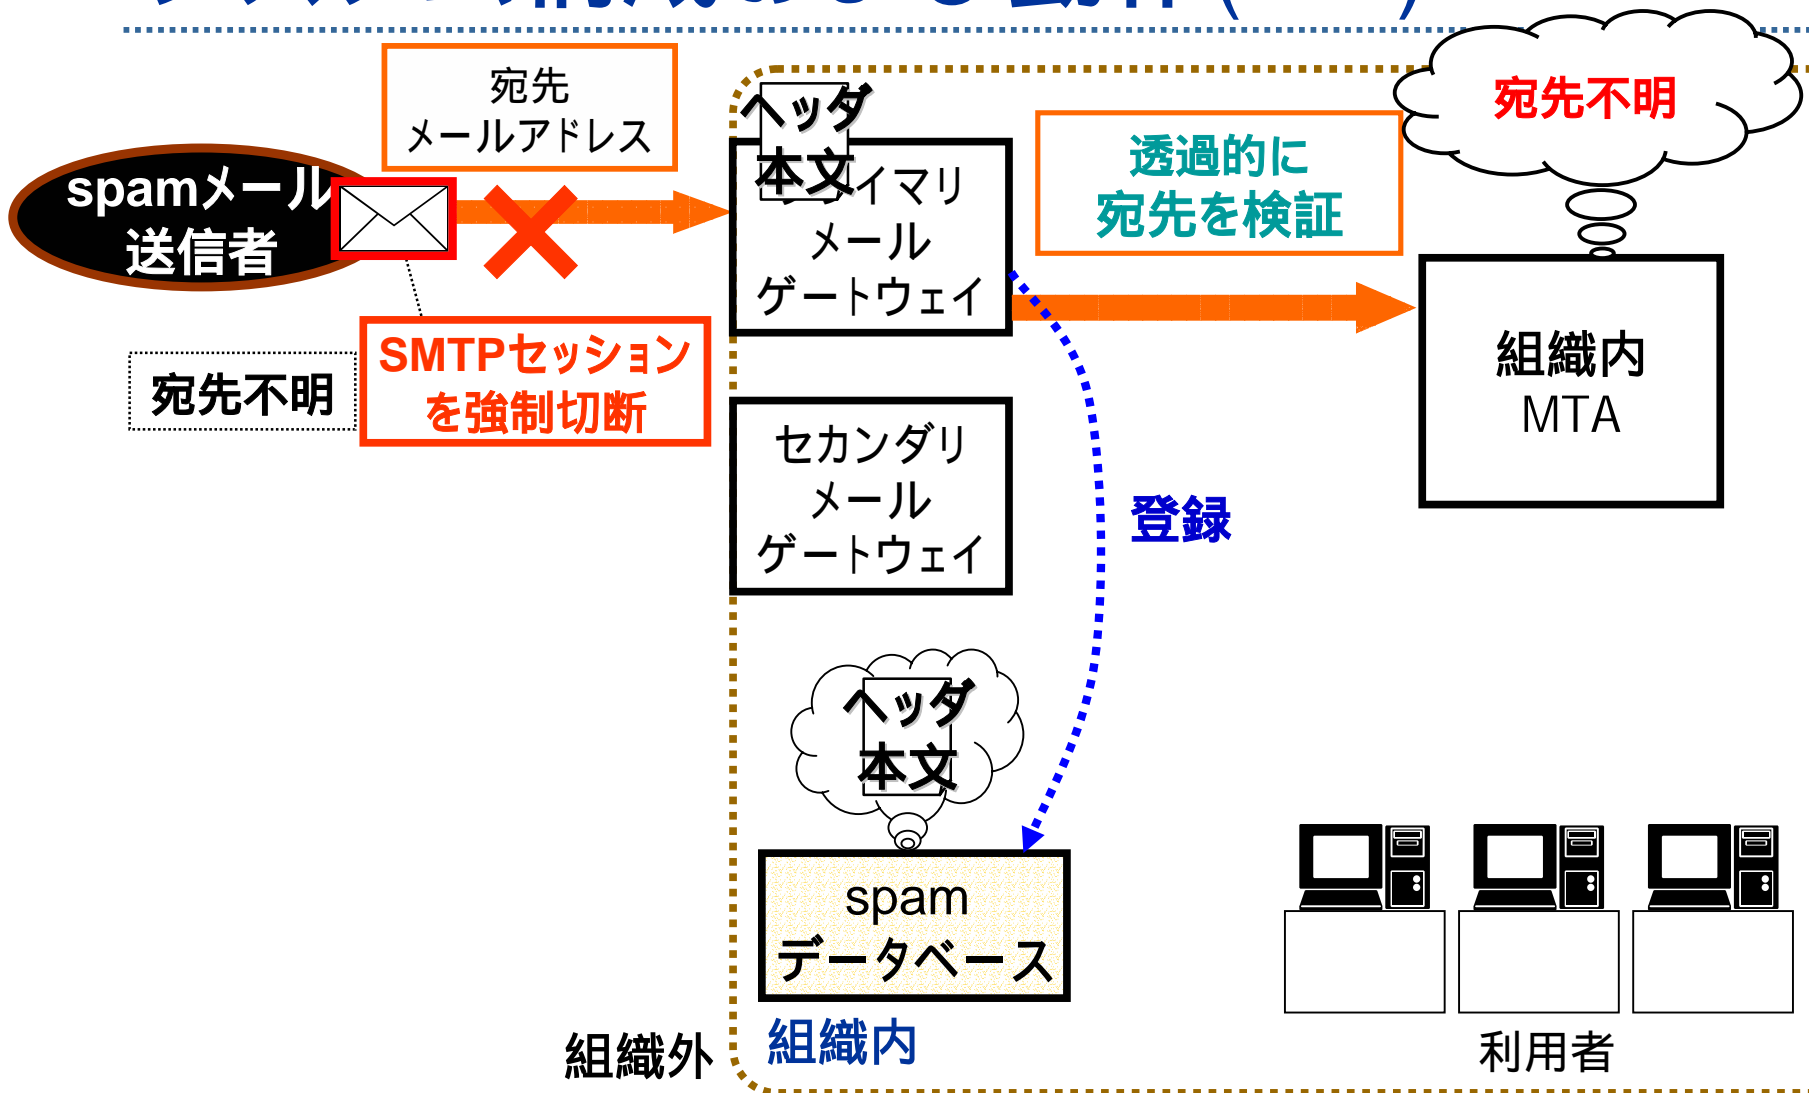 宛先
メールアドレス
spamメール
送信者
ヘッダ
本文
イマリ
メール
ゲートウェイ
透過的に
宛先を検証
宛先不明
宛先不明
SMTPセッション
を強制切断
組織内
MTA
セカンダリ
メール
ゲートウェイ
登録
ヘッダ
本文
spam
データベース
組織外
組織内
利用者